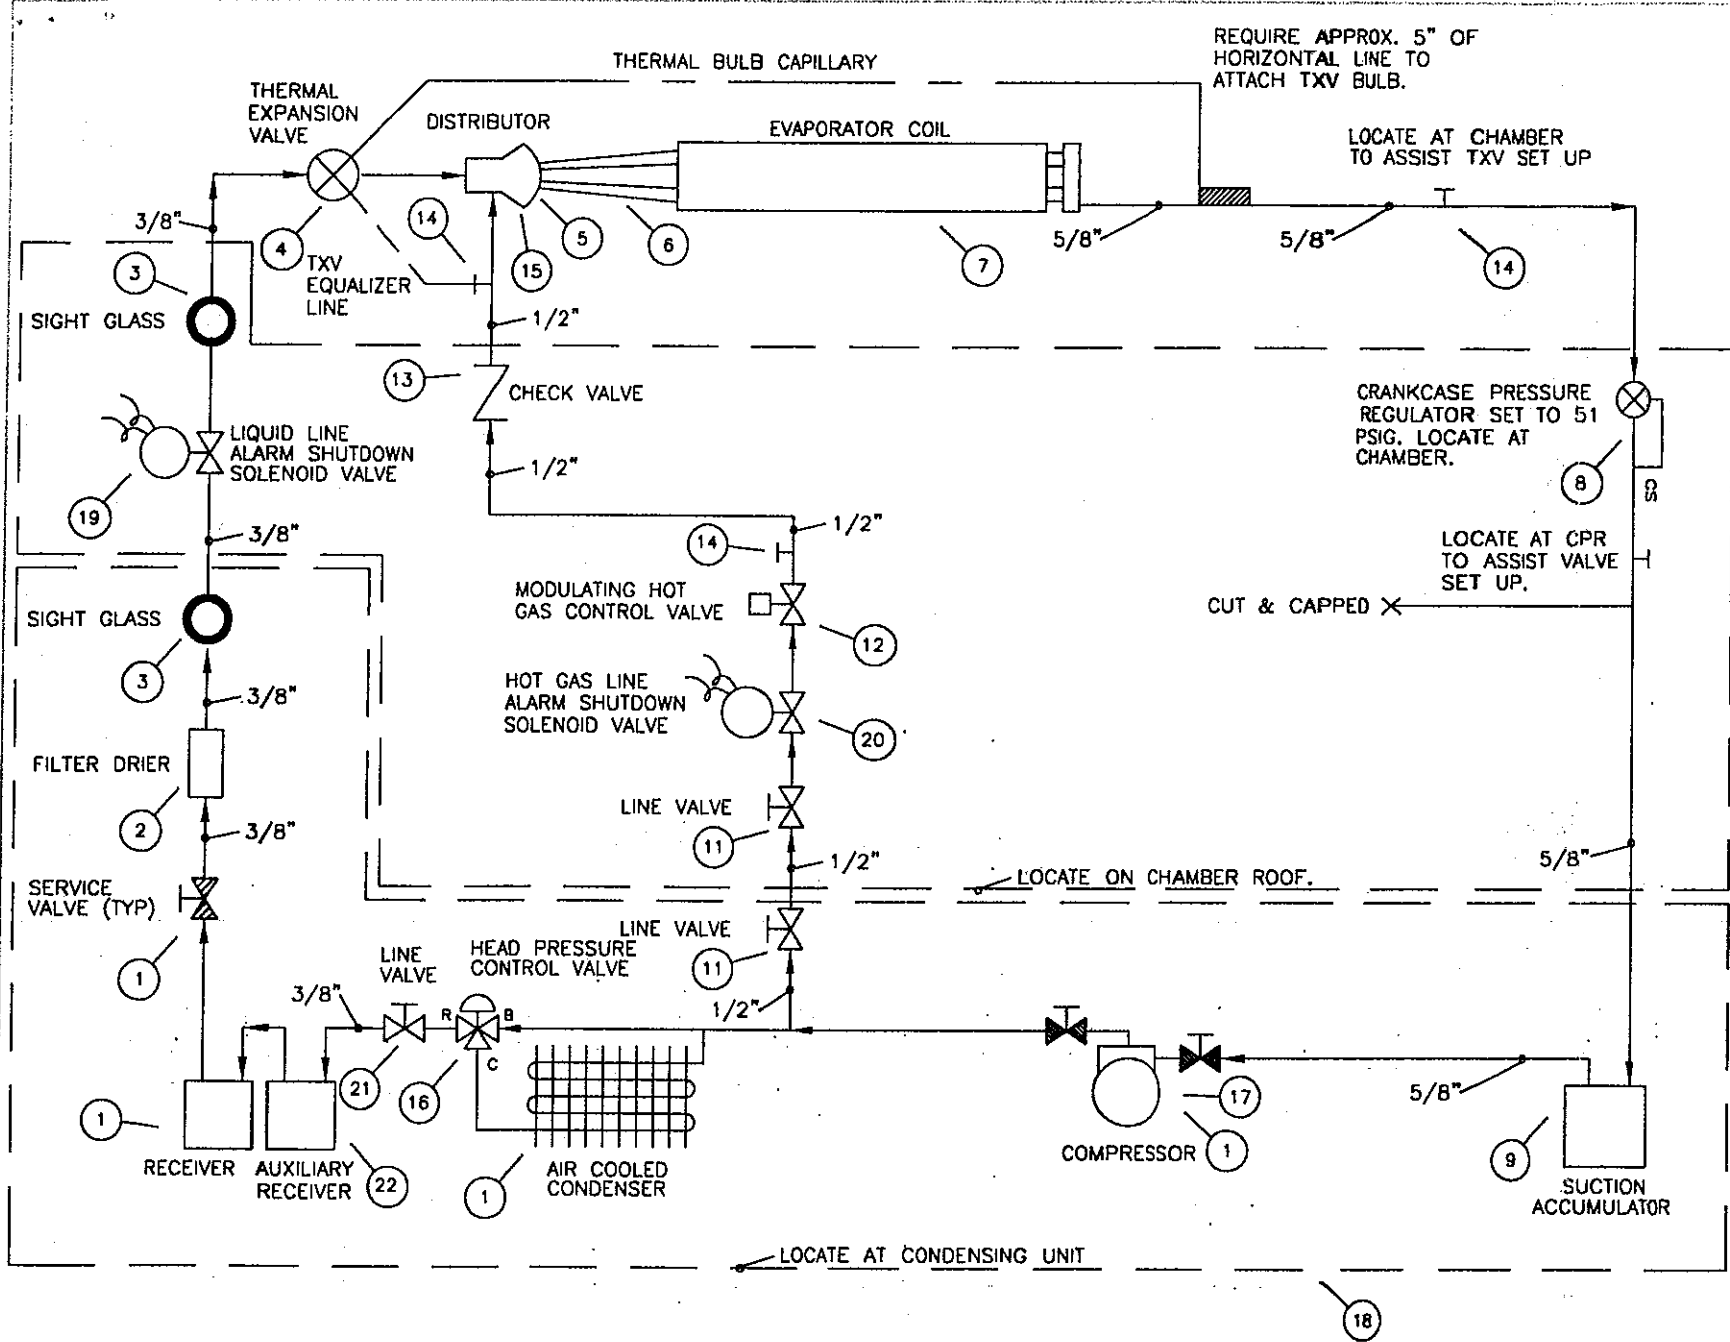 REQUIRE APPROX. 5" OF
HORIZONTAL LINE TO
ATTACH TXV BULB.
THERMAL BULB CAPILLARY
THERMAL
EXPANSION
VALVE
DISTRIBUTOR
EVAPORATOR COIL
LOCATE AT CHAMBER
TO ASSIST TXV SET UP
3/8"
4
14
15
5
6
7
5/8"
5/8"
14
TXV
EQUALIZER
LINE
3
SIGHT GLASS
1/2"
13
CHECK VALVE
CRANKCASE PRESSURE
REGULATOR SET TO 51
PSIG. LOCATE AT
CHAMBER.
8
CS
LIQUID LINE
ALARM SHUTDOWN
SOLENOID VALVE
19
1/2"
3/8"
14
1/2"
LOCATE AT CPR
TO ASSIST VALVE
SET UP.
CUT & CAPPED
MODULATING HOT
GAS CONTROL VALVE
12
SIGHT GLASS
3
3/8"
HOT GAS LINE
ALARM SHUTDOWN
SOLENOID VALVE
20
FILTER DRIER
2
3/8"
LINE VALVE
11
1/2"
5/8"
LOCATE ON CHAMBER ROOF.
SERVICE
VALVE (TYP)
1
LINE VALVE
11
1/2"
LINE
VALVE
HEAD PRESSURE
CONTROL VALVE
3/8"
R
B
C
21
16
1
RECEIVER
AUXILIARY
RECEIVER
22
1
AIR COOLED
CONDENSER
COMPRESSOR
1
17
5/8"
9
SUCTION
ACCUMULATOR
LOCATE AT CONDENSING UNIT
18